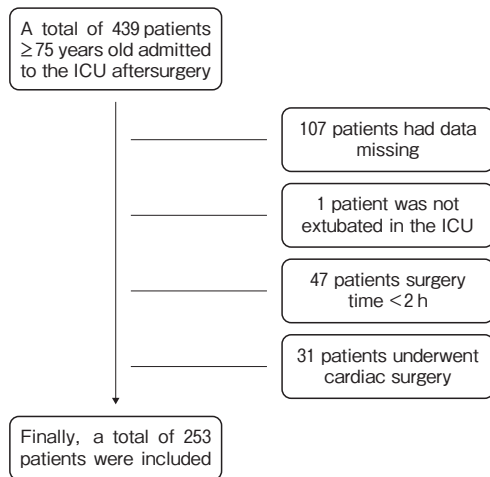 A total of 439 patients
≥75 years old admitted
to the ICU aftersurgery
107 patients had data
missing
1 patient was not
extubated in the ICU
47 patients surgery
time <2 h
31 patients underwent
cardiac surgery
Finally, a total of 253
patients were included